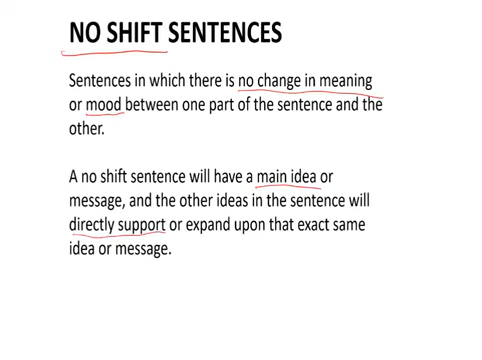 NO SHIFT SENTENCES
Sentences in which there is no change in meaning
or mood between one part of the sentence and the
other.
A no shift sentence will have a main idea or
message, and the other ideas in the sentence will
directly support or expand upon that exact same
idea or message.